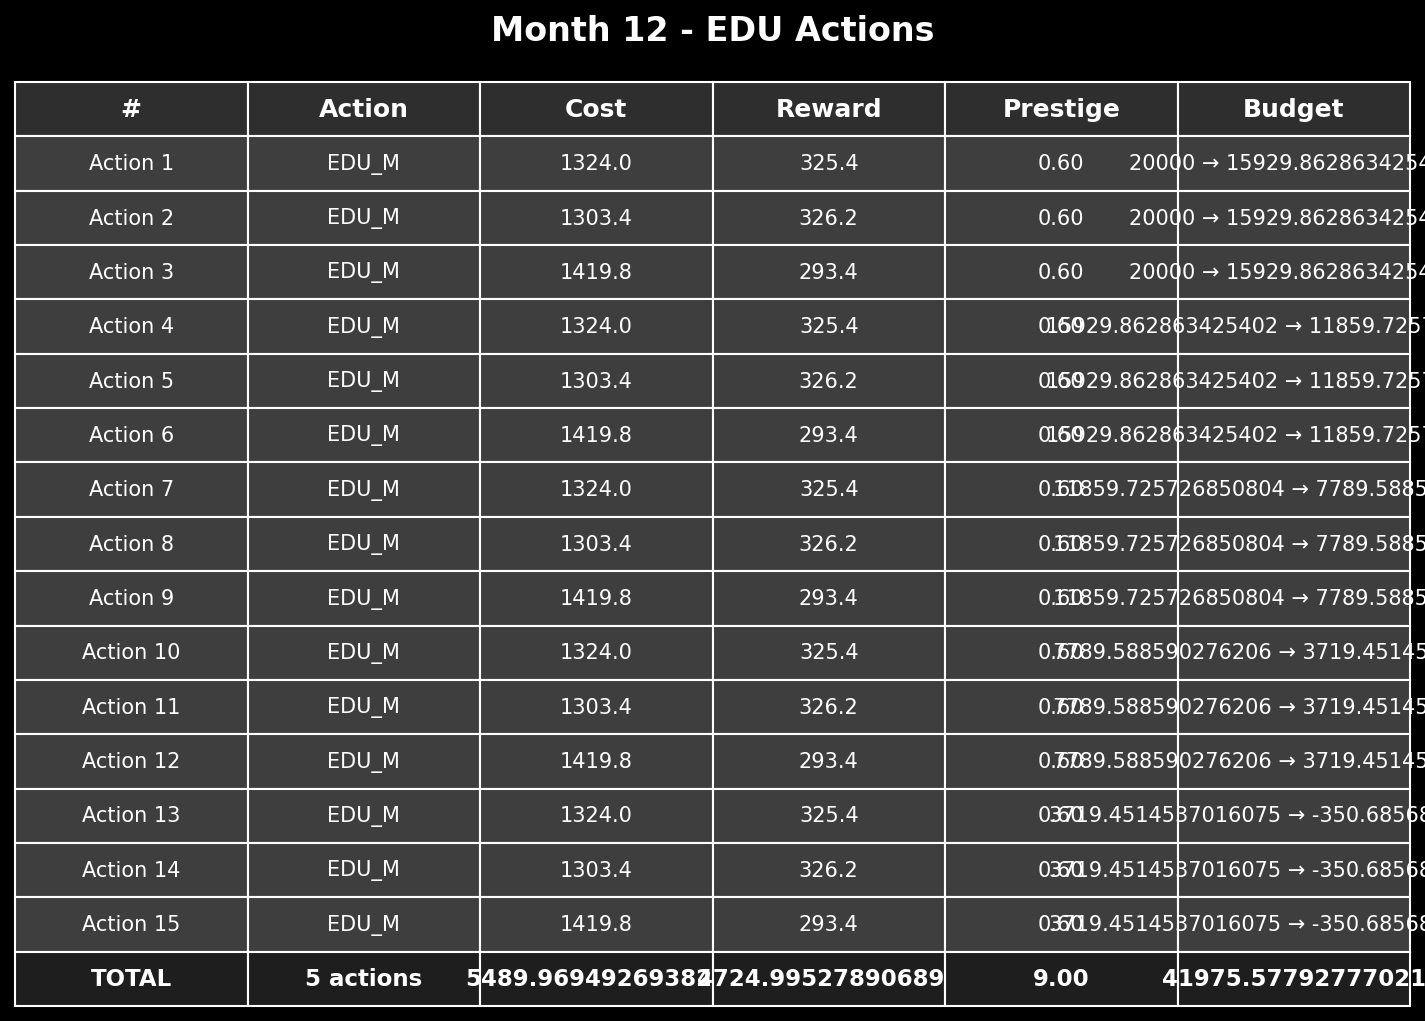 Month 12 - EDU Actions
# Action Cost Reward Prestige Budget
Action 1 EDU_M 1324.0 325.4 0.60 20000 → 15929.8628634254
Action 2 EDU_M 1303.4 326.2 0.60 20000 → 15929.8628634254
Action 3 EDU_M 1419.8 293.4 0.60 20000 → 15929.8628634254
Action 4 EDU_M 1324.0 325.4 0.60 15929.862863425402 → 11859.7257
Action 5 EDU_M 1303.4 326.2 0.60 15929.862863425402 → 11859.7257
Action 6 EDU_M 1419.8 293.4 0.60 15929.862863425402 → 11859.7257
Action 7 EDU_M 1324.0 325.4 0.60 11859.725726850804 → 7789.5885
Action 8 EDU_M 1303.4 326.2 0.60 11859.725726850804 → 7789.5885
Action 9 EDU_M 1419.8 293.4 0.60 11859.725726850804 → 7789.5885
Action 10 EDU_M 1324.0 325.4 0.60 7789.588590276206 → 3719.45145
Action 11 EDU_M 1303.4 326.2 0.60 7789.588590276206 → 3719.45145
Action 12 EDU_M 1419.8 293.4 0.60 7789.588590276206 → 3719.45145
Action 13 EDU_M 1324.0 325.4 0.60 3719.4514537016075 → -350.68568
Action 14 EDU_M 1303.4 326.2 0.60 3719.4514537016075 → -350.68568
Action 15 EDU_M 1419.8 293.4 0.60 3719.4514537016075 → -350.68568
TOTAL 5 actions 5489.96949269382 4724.99527890689 9.00 41975.577927777021